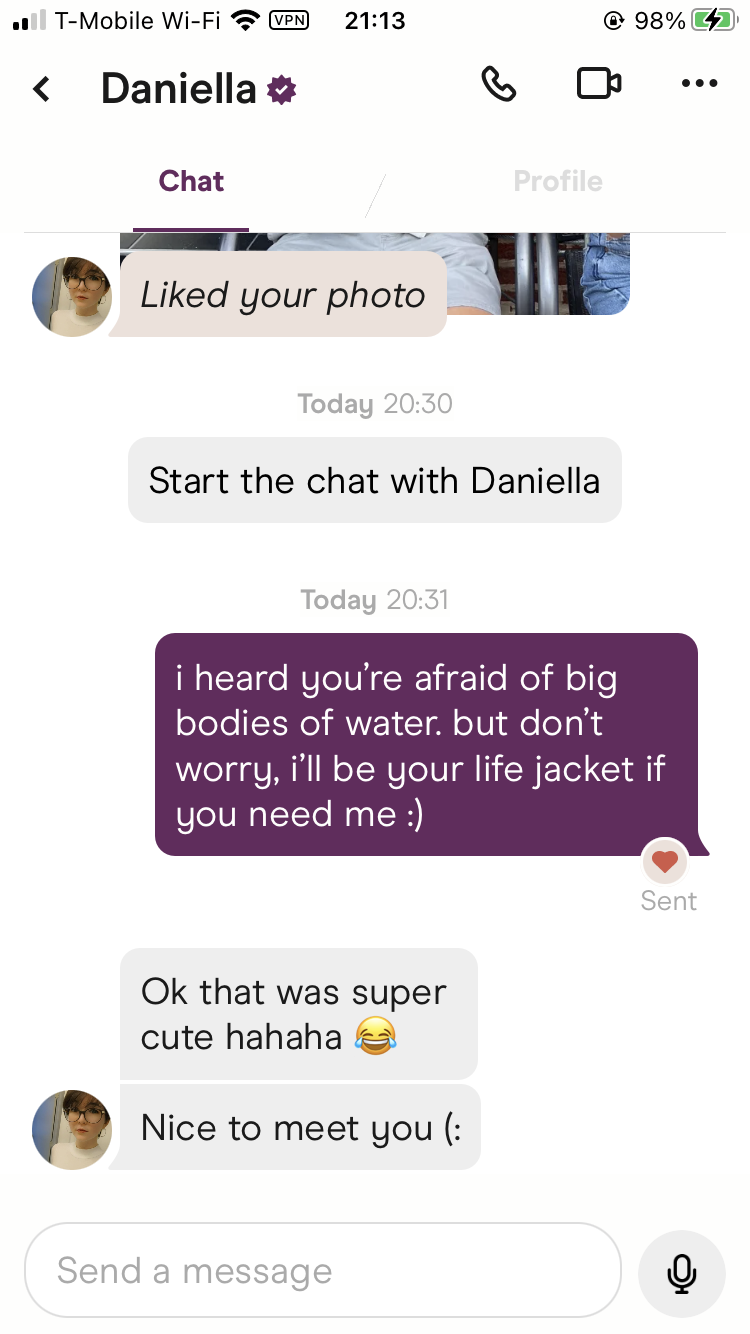 T-Mobile Wi-Fi VPN 21:13 98%
Daniella
Chat Profile
Liked your photo
Today 20:30
Start the chat with Daniella
Today 20:31
i heard you’re afraid of big
bodies of water. but don’t
worry, i’ll be your life jacket if
you need me :)
Sent
Ok that was super
cute hahaha 😂
Nice to meet you (:
Send a message